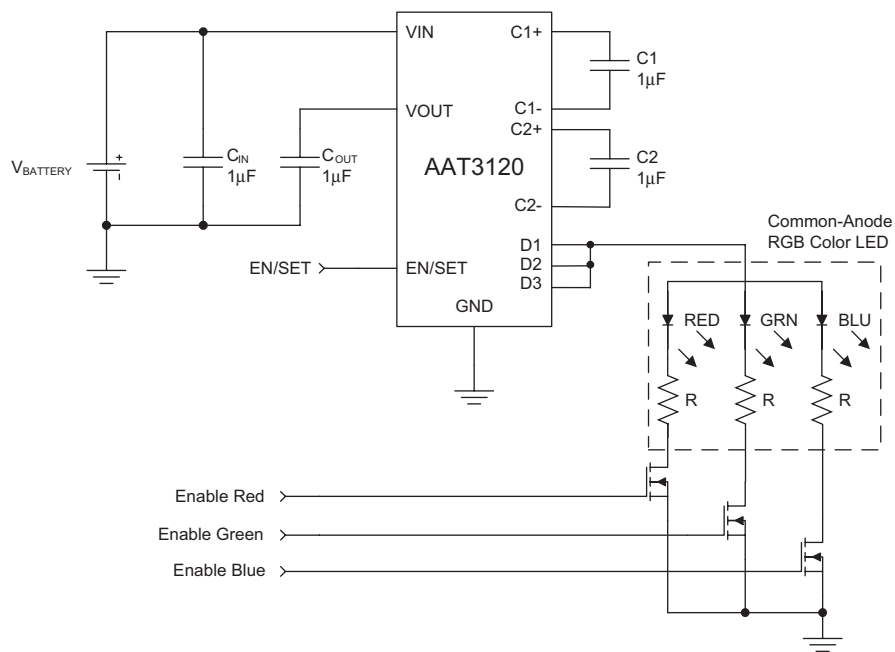 VIN
C1+
C1
1µF
VOUT
C1-
C2+
VBATTERY
+
-
CIN
1µF
COUT
1µF
AAT3120
C2
1µF
C2-
Common-Anode
RGB Color LED
D1
EN/SET
EN/SET
D2
D3
GND
RED
GRN
BLU
R
R
R
Enable Red
Enable Green
Enable Blue